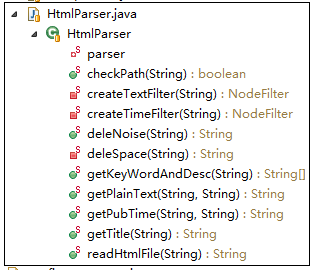 HtmlParser.java
HtmlParser
parser
checkPath(String) : boolean
createTextFilter(String) : NodeFilter
createTimeFilter(String) : NodeFilter
deleNoise(String) : String
deleSpace(String) : String
getKeyWordAndDesc(String) : String[]
getPlainText(String, String) : String
getPubTime(String, String) : String
getTitle(String) : String
readHtmlFile(String) : String